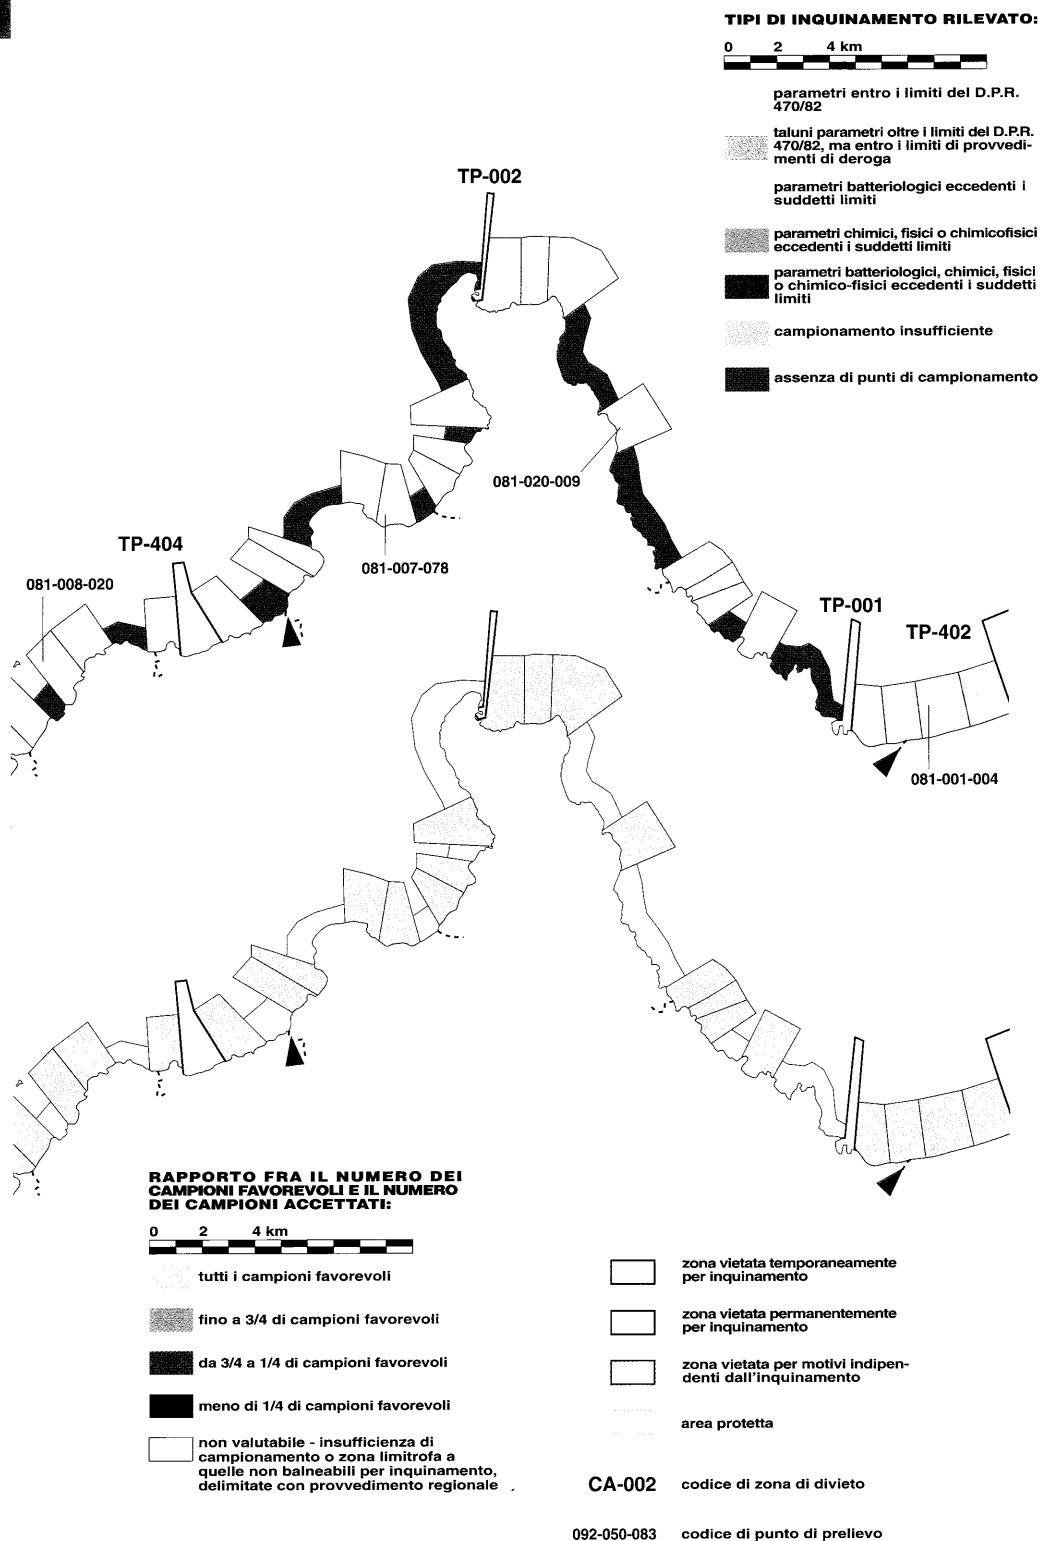 TIPI DI INQUINAMENTO RILEVATO:
0 2 4 km
parametri entro i limiti del D.P.R.
470/82
taluni parametri oltre i limiti del D.P.R.
470/82, ma entro i limiti di provvedi-
menti di deroga
parametri batteriologici eccedenti i
suddetti limiti
parametri chimici, fisici o chimicofisici
eccedenti i suddetti limiti
parametri batteriologici, chimici, fisici
o chimico-fisici eccedenti i suddetti
limiti
campionamento insufficiente
assenza di punti di campionamento
TP-002
081-020-009
TP-404
081-007-078
081-008-020
TP-001
TP-402
081-001-004
RAPPORTO FRA IL NUMERO DEI
CAMPIONI FAVOREVOLI E IL NUMERO
DEI CAMPIONI ACCETTATI:
0 2 4 km
tutti i campioni favorevoli
fino a 3/4 di campioni favorevoli
da 3/4 a 1/4 di campioni favorevoli
meno di 1/4 di campioni favorevoli
non valutabile - insufficienza di
campionamento o zona limitrofa a
quelle non balneabili per inquinamento,
delimitate con provvedimento regionale
zona vietata temporaneamente
per inquinamento
zona vietata permanentemente
per inquinamento
zona vietata per motivi indipen-
denti dall'inquinamento
area protetta
CA-002 codice di zona di divieto
092-050-083 codice di punto di prelievo